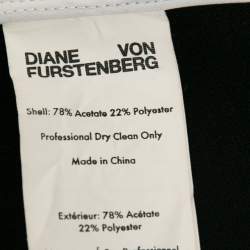 DIANE VON
FURSTENBERG
Shell: 78% Acetate 22% Polyester
Professional Dry Clean Only
Made in China
Extérieur: 78% Acétate
22% Polyester
Professional